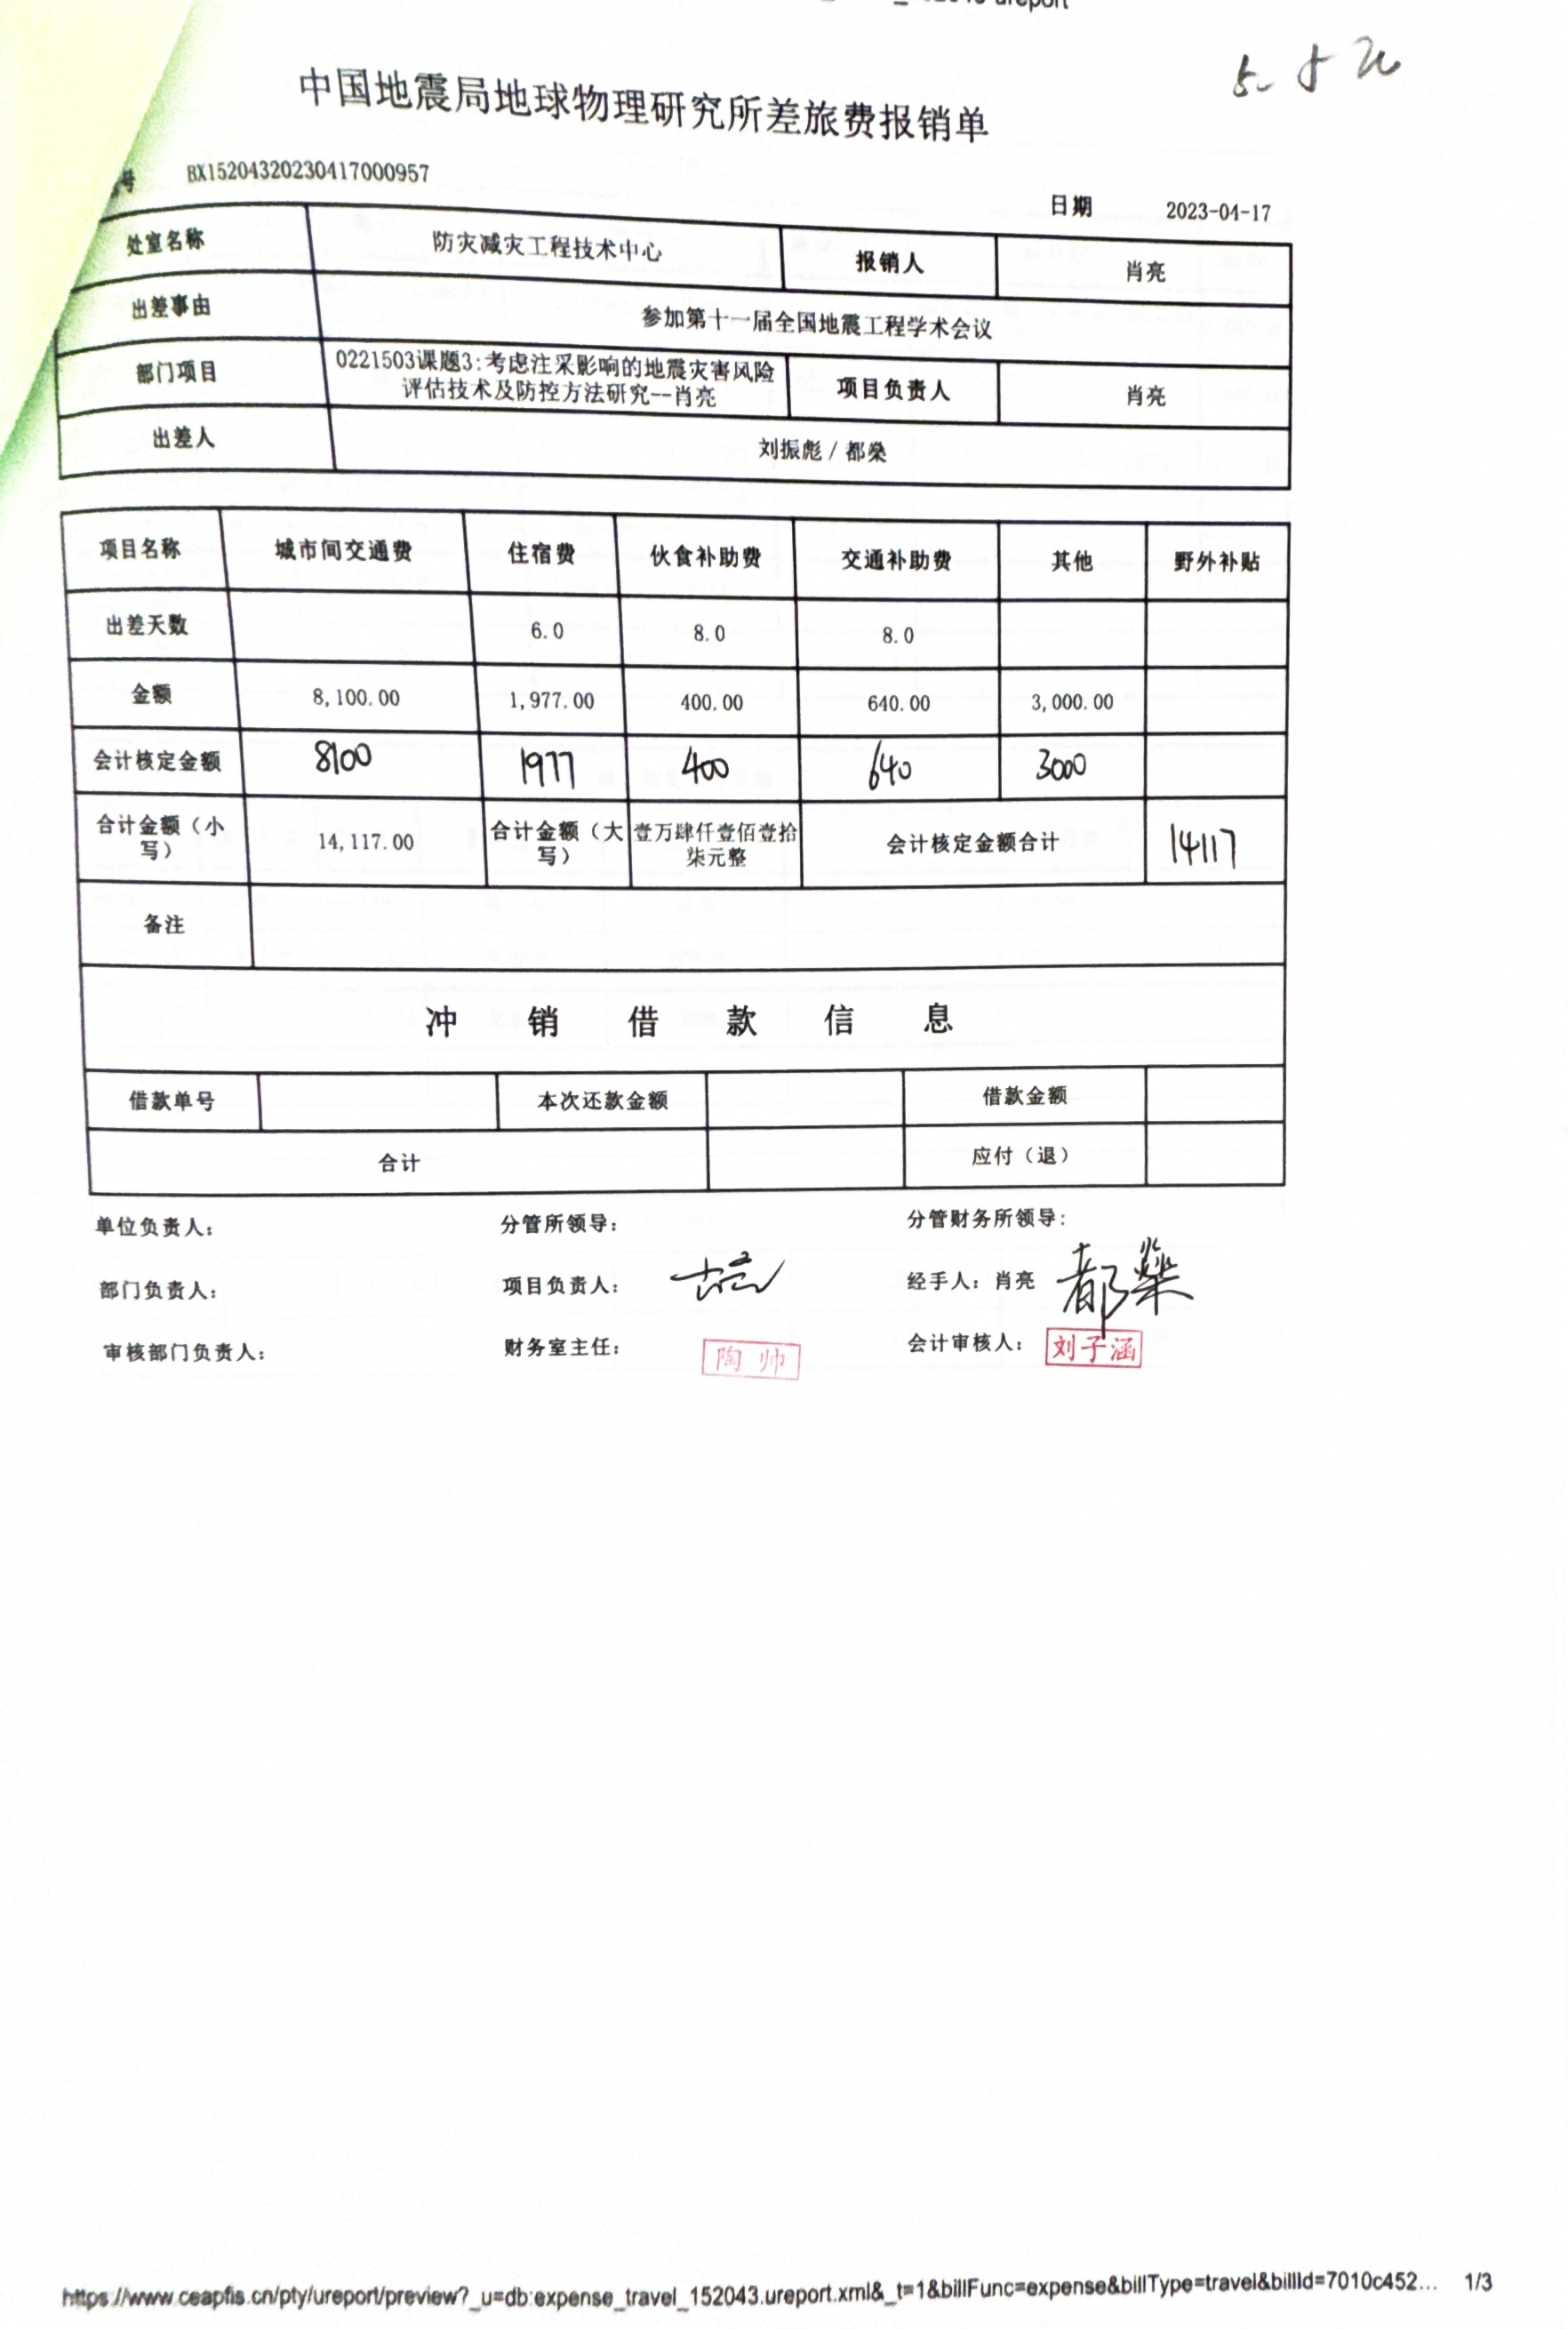 中国地震局地球物理研究所差旅费报销单
号 BX15204320230417000957
日期 2023-04-17
处室名称 防灾减灾工程技术中心 报销人 肖亮
出差事由 参加第十一届全国地震工程学术会议
部门项目 0221503课题3:考虑注采影响的地震灾害风险评估技术及防控方法研究--肖亮 项目负责人 肖亮
出差人 刘振彪 / 都燊
项目名称 城市间交通费 住宿费 伙食补助费 交通补助费 其他 野外补贴
出差天数 6.0 8.0 8.0
金额 8,100.00 1,977.00 400.00 640.00 3,000.00
会计核定金额 8100 1977 400 640 3000
合计金额（小写） 14,117.00 合计金额（大写） 壹万肆仟壹佰壹拾柒元整 会计核定金额合计 14117
备注
冲 销 借 款 信 息
借款单号 本次还款金额 借款金额
合计 应付（退）
单位负责人： 分管所领导： 分管财务所领导：
部门负责人： 项目负责人： 经手人：肖亮 都燊
审核部门负责人： 财务室主任： 陶帅 会计审核人： 刘子涵
https://www.ceapfis.cn/pty/ureport/preview?_u=db:expense_travel_152043.ureport.xml&_t=1&billFunc=expense&billType=travel&billId=7010c452... 1/3